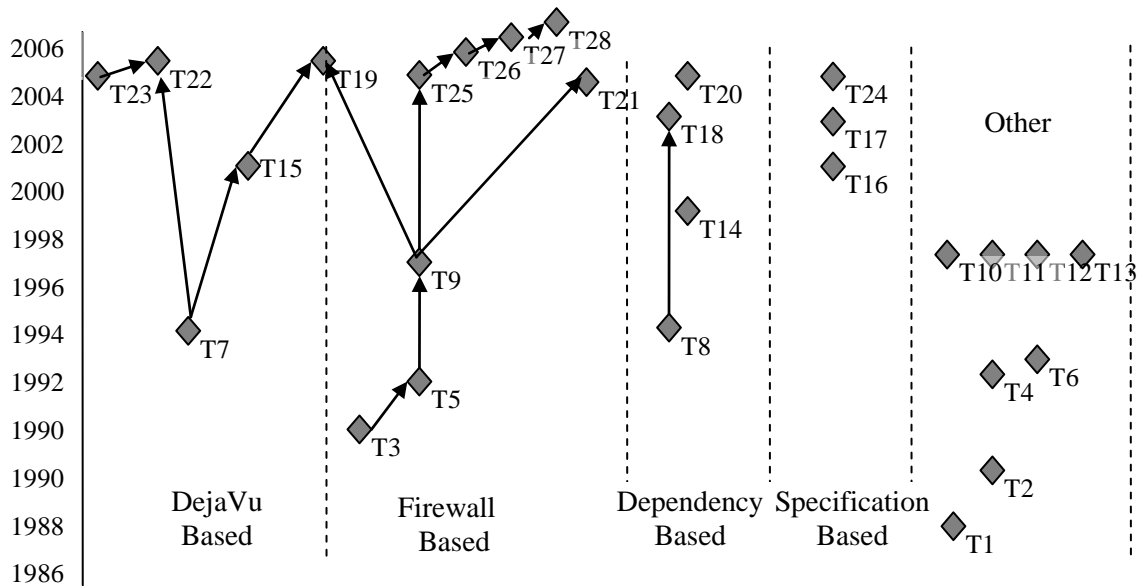 2006
2004
2002
2000
1998
1996
1994
1992
1990
1990
1988
1986
T22
T23
T15
T7
T19
T28
T27
T26
T25
T21
T9
T5
T3
T20
T18
T14
T8
T24
T17
T16
Other
T10
T11
T12
T13
T6
T4
T2
T1
DejaVu
Based
Firewall
Based
Dependency
Based
Specification
Based